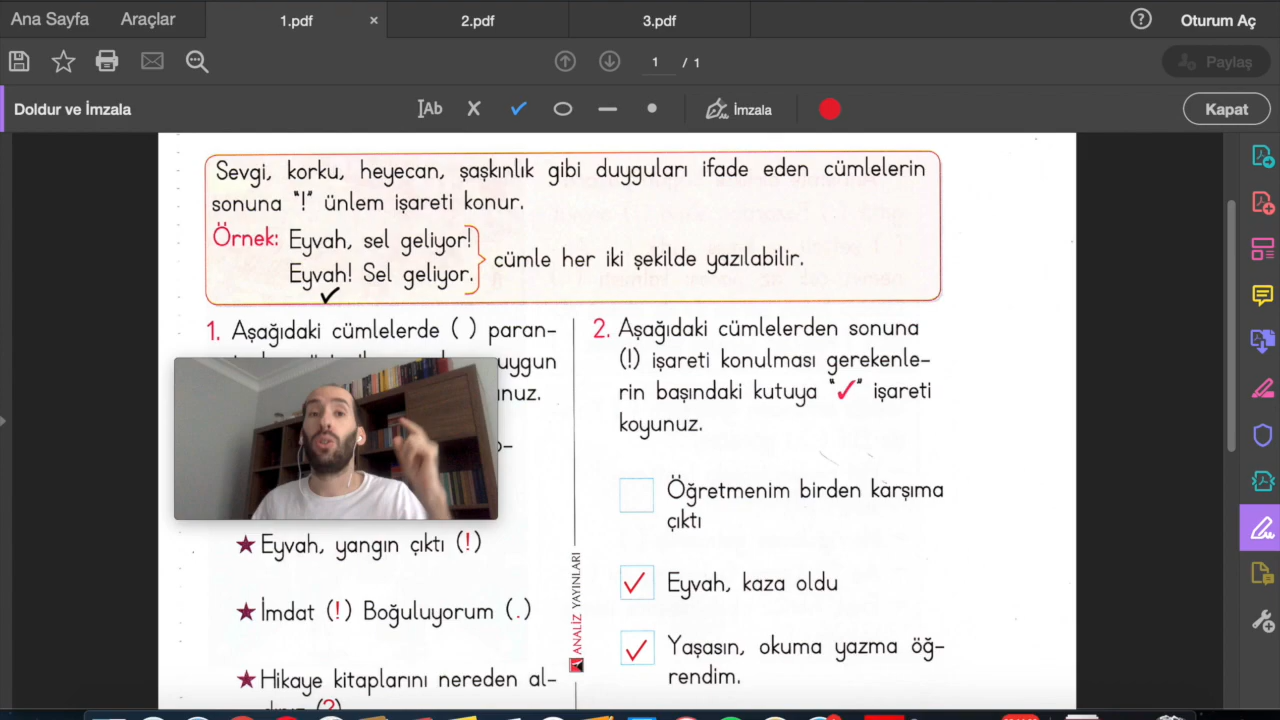 Ana Sayfa Araçlar 1.pdf × 2.pdf 3.pdf ? Oturum Aç
1 / 1 Paylaş
Doldur ve İmzala Ab İmzala Kapat
Sevgi, korku, heyecan, şaşkınlık gibi duyguları ifade eden cümlelerin
sonuna "!" ünlem işareti konur.
Örnek: Eyvah, sel geliyor!
Eyvah! Sel geliyor.
cümle her iki şekilde yazılabilir.
1. Aşağıdaki cümlelerde ( ) paran-
uygun
★ Eyvah, yangın çıktı (!)
★ İmdat (!) Boğuluyorum (.)
★ Hikaye kitaplarını nereden al-
ANALİZ YAYINLARI
2. Aşağıdaki cümlelerden sonuna
(!) işareti konulması gerekenle-
rin başındaki kutuya "✓" işareti
koyunuz.
Öğretmenim birden karşıma
çıktı
✓ Eyvah, kaza oldu
✓ Yaşasın, okuma yazma öğ-
rendim.